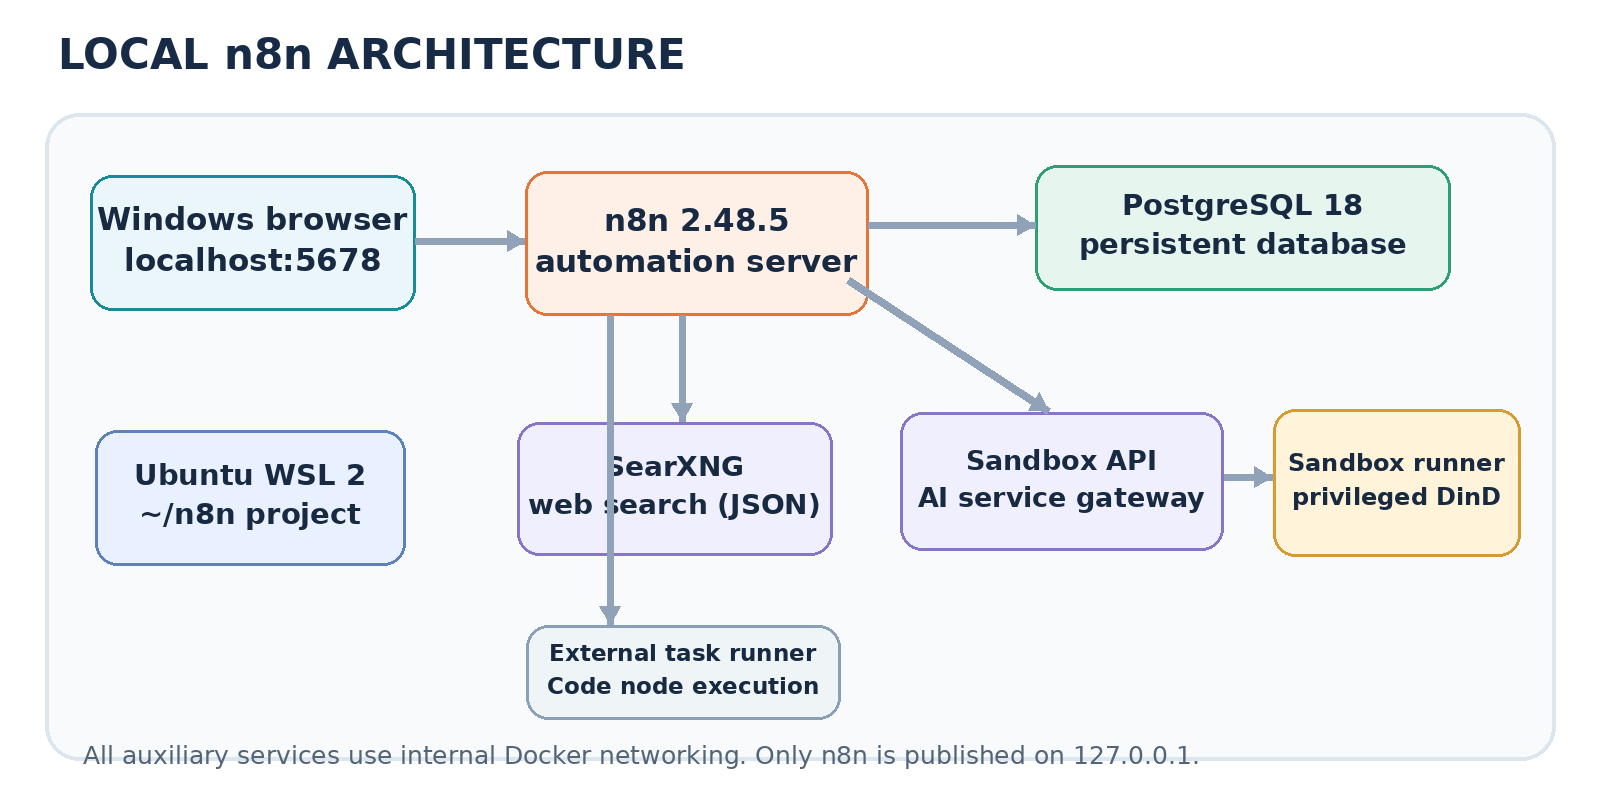 LOCAL n8n ARCHITECTURE
Windows browser
localhost:5678
n8n 2.48.5
automation server
PostgreSQL 18
persistent database
Ubuntu WSL 2
~/n8n project
SearXNG
web search (JSON)
Sandbox API
AI service gateway
Sandbox runner
privileged DinD
External task runner
Code node execution
All auxiliary services use internal Docker networking. Only n8n is published on 127.0.0.1.